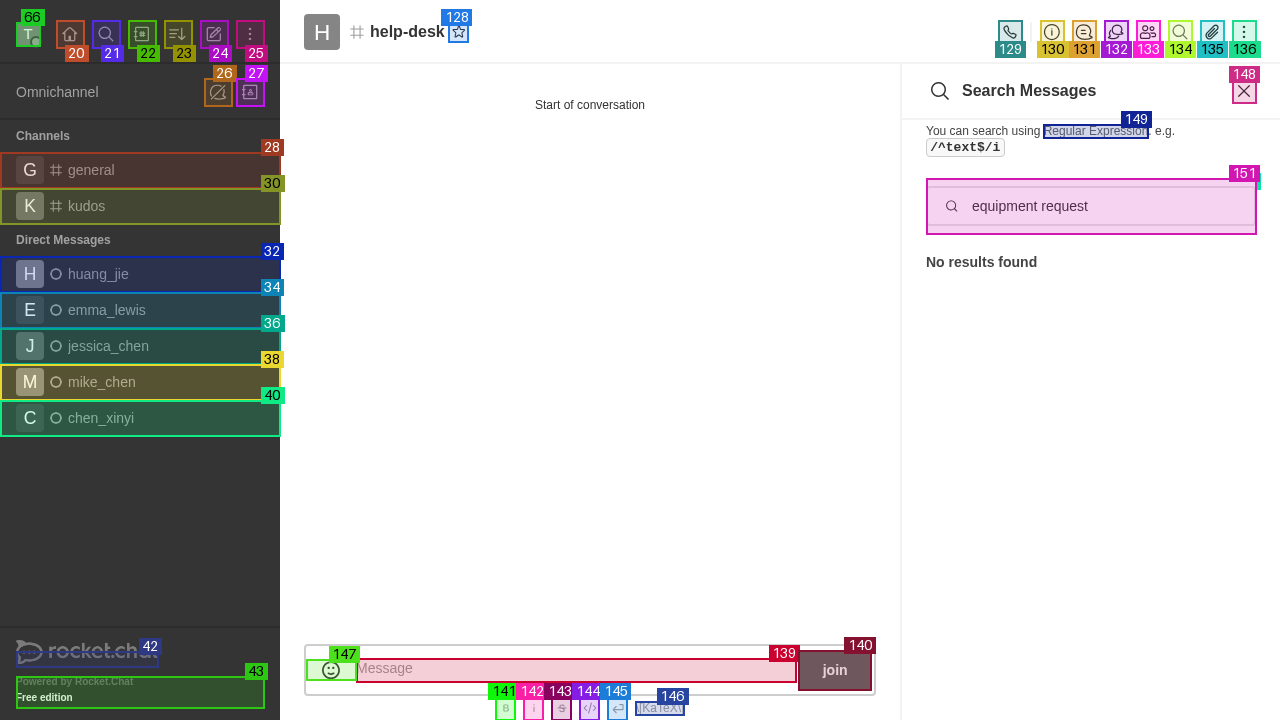 66
T
20
21
22
23
24
25
H
# help-desk
128
129
130
131
132
133
134
135
136
Omnichannel
26
27
Channels
28
G # general
30
K # kudos
Direct Messages
32
H huang_jie
34
E emma_lewis
36
J jessica_chen
38
M mike_chen
40
C chen_xinyi
42
rocket.chat
Powered by Rocket.Chat
43
Free edition
Start of conversation
Search Messages
148
149
You can search using Regular Expression. e.g.
/^text$/i
151
equipment request
No results found
147
Message
139
140
join
141
142
143
144
145
146
B
i
S
</>
\[KaTeX\]